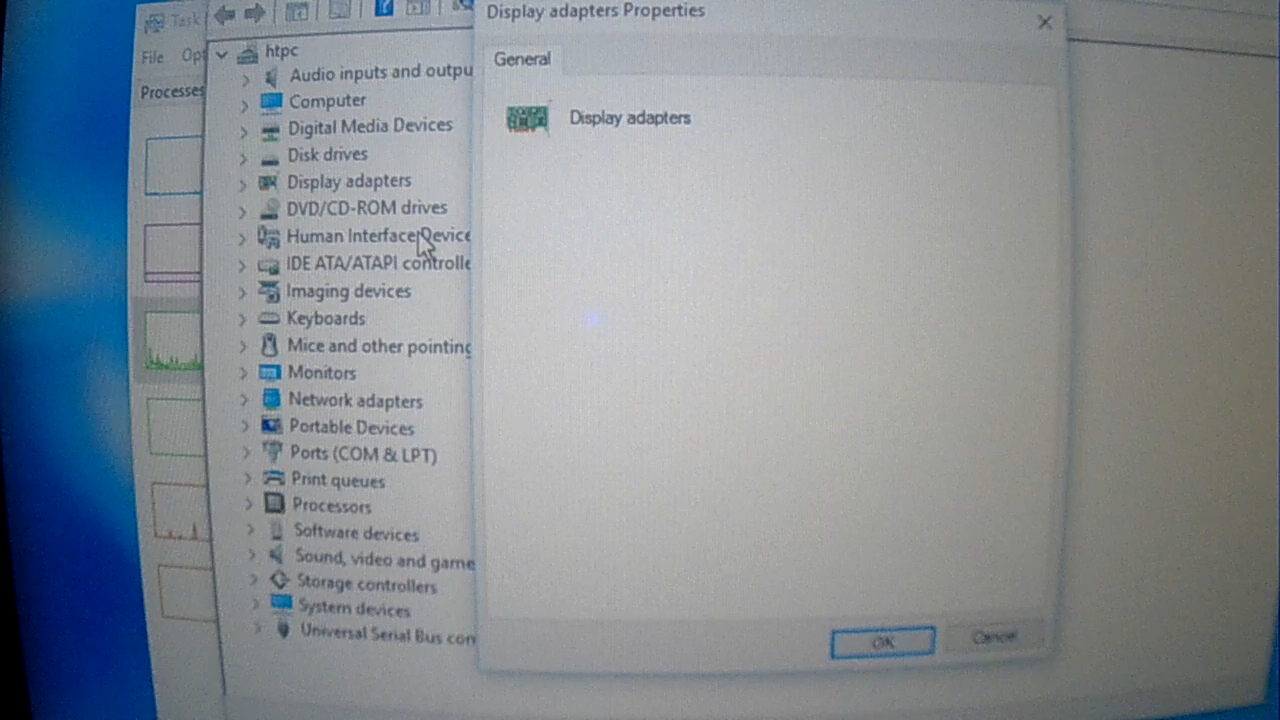 Task
File Opt
Processes
htpc
Audio inputs and outpu
Computer
Digital Media Devices
Disk drives
Display adapters
DVD/CD-ROM drives
Human Interface Device
IDE ATA/ATAPI controlle
Imaging devices
Keyboards
Mice and other pointing
Monitors
Network adapters
Portable Devices
Ports (COM & LPT)
Print queues
Processors
Software devices
Sound, video and game
Storage controllers
System devices
Universal Serial Bus con
Display adapters Properties
General
Display adapters
OK Cancel